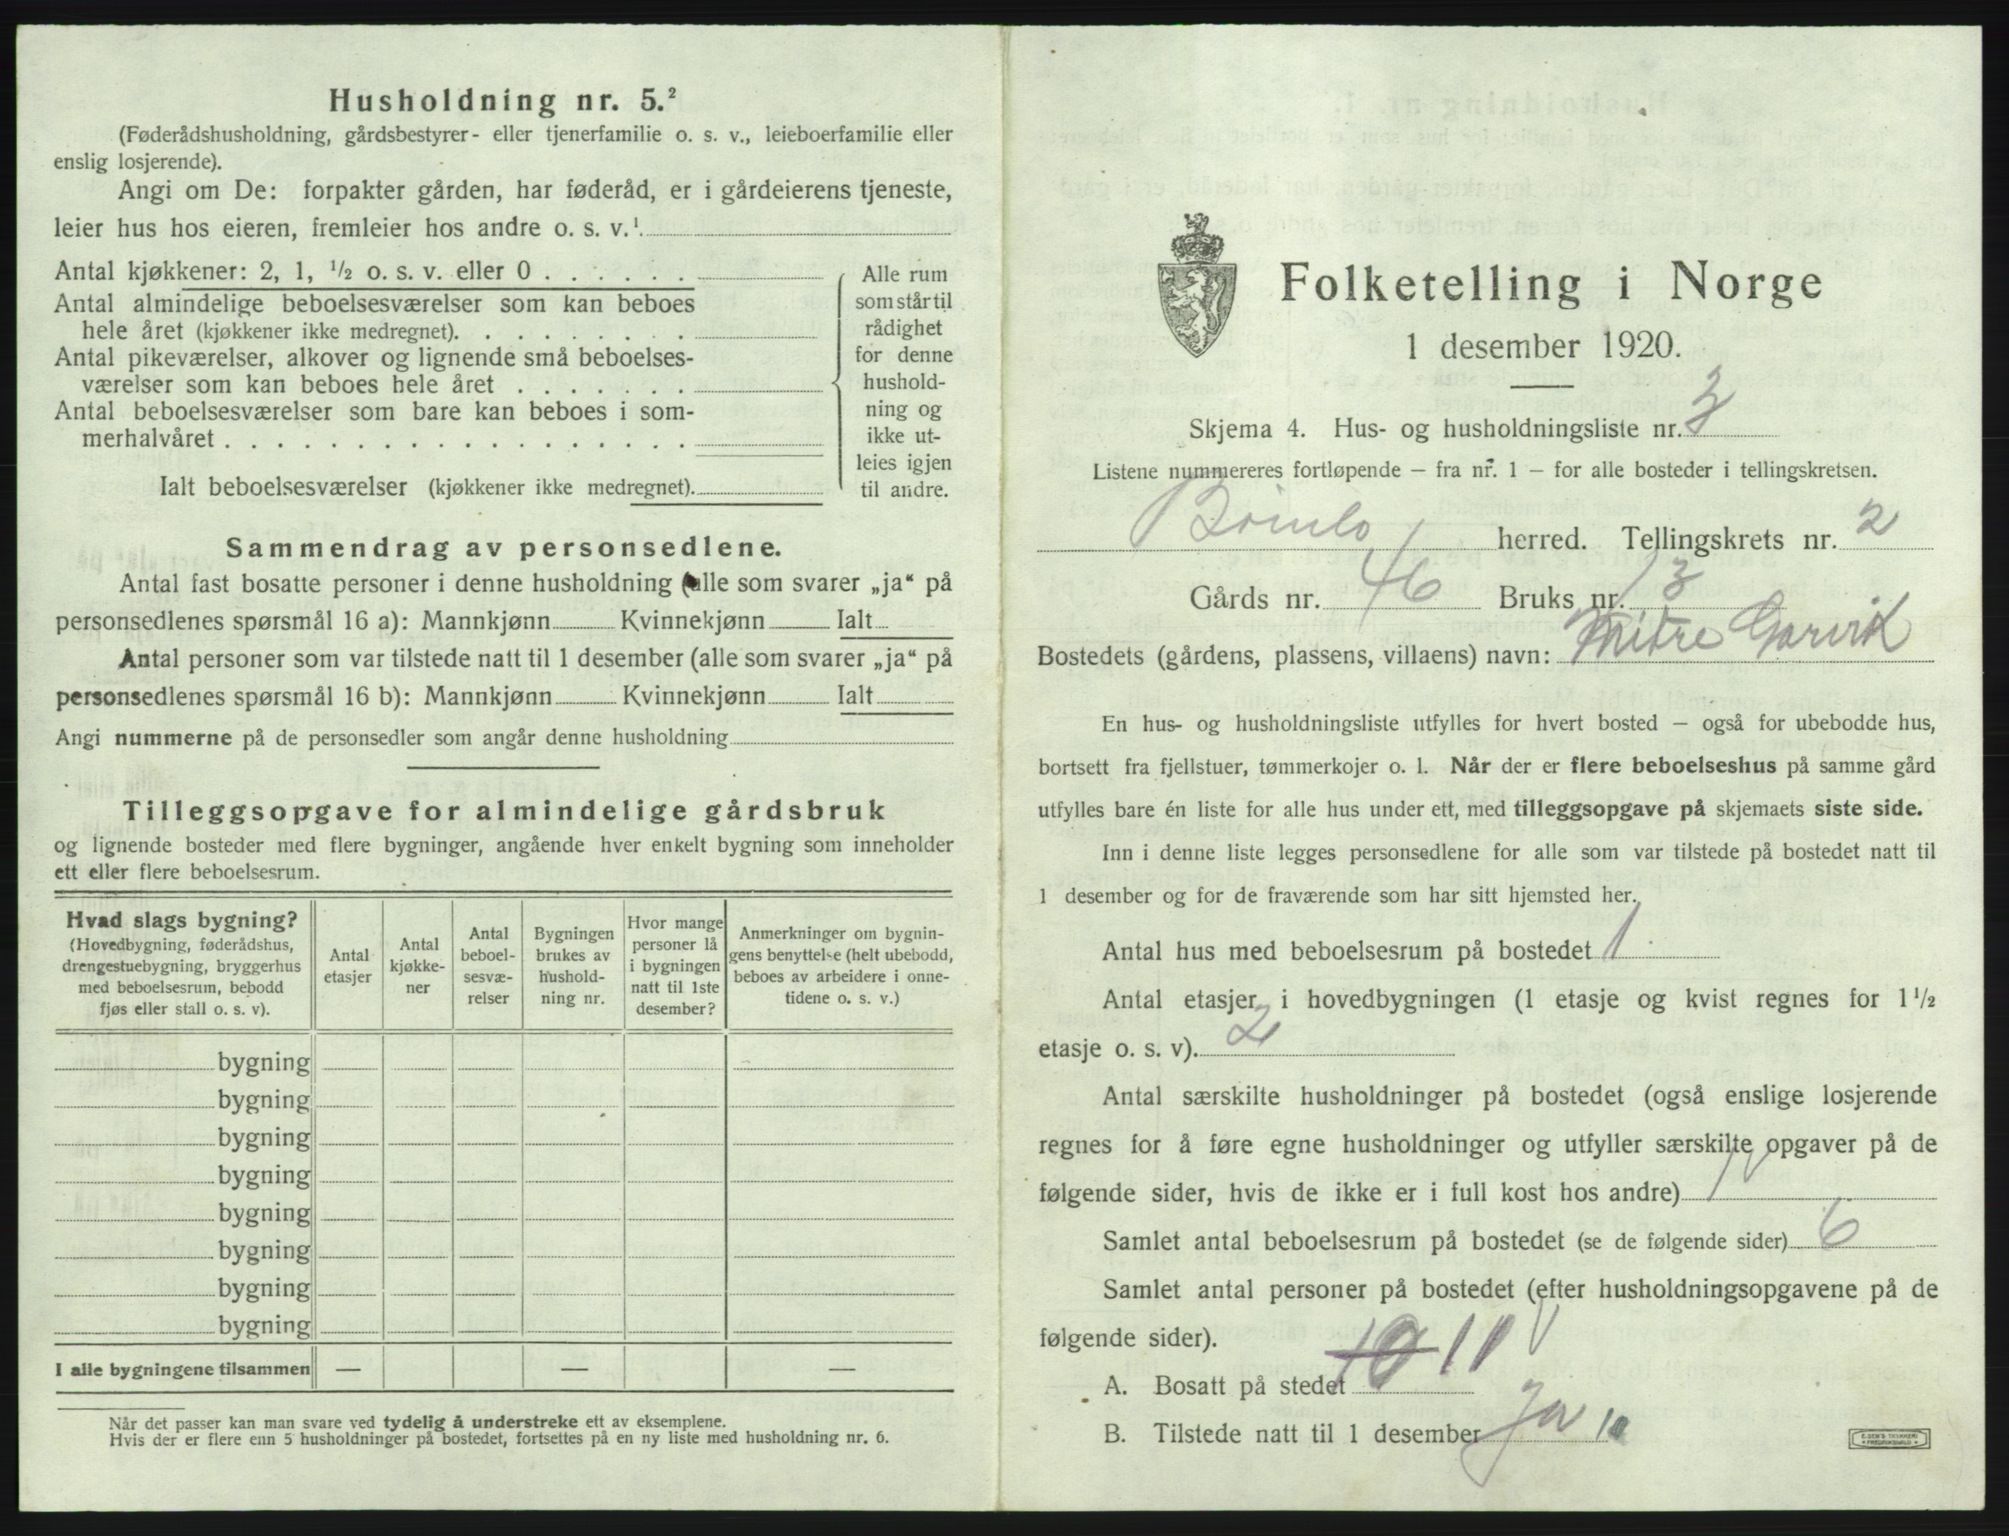 Husholdning nr. 5.²
(Føderådshusholdning, gårdsbestyrer- eller tjenerfamilie o. s. v., leieboerfamilie eller
enslig losjerende).
Angi om De: forpakter gården, har føderåd, er i gårdeierens tjeneste,
leier hus hos eieren, fremleier hos andre o. s. v.¹
Antal kjøkkener: 2, 1, ½ o. s. v. eller 0 . . . . . .
Antal almindelige beboelsesværelser som kan beboes
hele året (kjøkkener ikke medregnet). . . . . . . . .
Antal pikeværelser, alkover og lignende små beboelses-
værelser som kan beboes hele året . . . . . . .
Antal beboelsesværelser som bare kan beboes i som-
merhalvåret . . . . . . . . . . . . . . . . . .
Ialt beboelsesværelser (kjøkkener ikke medregnet).
Alle rum
som står til
rådighet
for denne
hushold-
ning og
ikke ut-
leies igjen
til andre.
Sammendrag av personsedlene.
Antal fast bosatte personer i denne husholdning (alle som svarer „ja“ på
personsedlenes spørsmål 16 a): Mannkjønn Kvinnekjønn Ialt
Antal personer som var tilstede natt til 1 desember (alle som svarer „ja“ på
personsedlenes spørsmål 16 b): Mannkjønn Kvinnekjønn Ialt
Angi nummerne på de personsedler som angår denne husholdning
Tilleggsopgave for almindelige gårdsbruk
og lignende bosteder med flere bygninger, angående hver enkelt bygning som inneholder
ett eller flere beboelsesrum.
Hvad slags bygning?
(Hovedbygning, føderådshus,
drengestuebygning, bryggerhus
med beboelsesrum, bebodd
fjøs eller stall o. s. v).
Antal
etasjer
Antal
kjøkke-
ner
Antal
beboel-
sesvæ-
relser
Bygningen
brukes av
hushold-
ning nr.
Hvor mange
personer lå
i bygningen
natt til 1ste
desember?
Anmerkninger om bygnin-
gens benyttelse (helt ubebodd,
beboes av arbeidere i onne-
tidene o. s. v.)
bygning
bygning
bygning
bygning
bygning
bygning
bygning
bygning
I alle bygningene tilsammen — — —
Når det passer kan man svare ved tydelig å understreke ett av eksemplene.
Hvis der er flere enn 5 husholdninger på bostedet, fortsettes på en ny liste med husholdning nr. 6.
Folketelling i Norge
1 desember 1920.
Skjema 4. Hus- og husholdningsliste nr. 3
Listene nummereres fortløpende — fra nr. 1 — for alle bosteder i tellingskretsen.
Bømlo herred. Tellingskrets nr. 2
Gårds nr. 46 Bruks nr. 13
Bostedets (gårdens, plassens, villaens) navn: Mitre Gorvik
En hus- og husholdningsliste utfylles for hvert bosted — også for ubebodde hus,
bortsett fra fjellstuer, tømmerkojer o. l. Når der er flere beboelseshus på samme gård
utfylles bare én liste for alle hus under ett, med tilleggsopgave på skjemaets siste side.
Inn i denne liste legges personsedlene for alle som var tilstede på bostedet natt til
1 desember og for de fraværende som har sitt hjemsted her.
Antal hus med beboelsesrum på bostedet 1
Antal etasjer i hovedbygningen (1 etasje og kvist regnes for 1½
etasje o. s. v). 2
Antal særskilte husholdninger på bostedet (også enslige losjerende
regnes for å føre egne husholdninger og utfyller særskilte opgaver på de
følgende sider, hvis de ikke er i full kost hos andre) 1
Samlet antal beboelsesrum på bostedet (se de følgende sider) 6
Samlet antal personer på bostedet (efter husholdningsopgavene på de
følgende sider).
A. Bosatt på stedet 10 11
B. Tilstede natt til 1 desember Ja 10